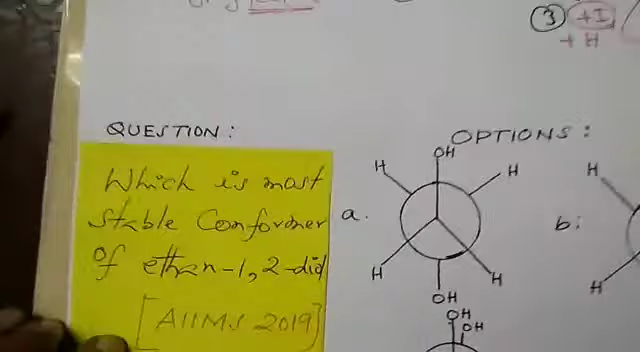 ③ +I
+ H
QUESTION:
OPTIONS:
Which is most
stable Conformer
of ethan-1,2-diol
[AIIMS 2019]
a.
OH
H
H
H
H
OH
b:
H
H
OH
OH